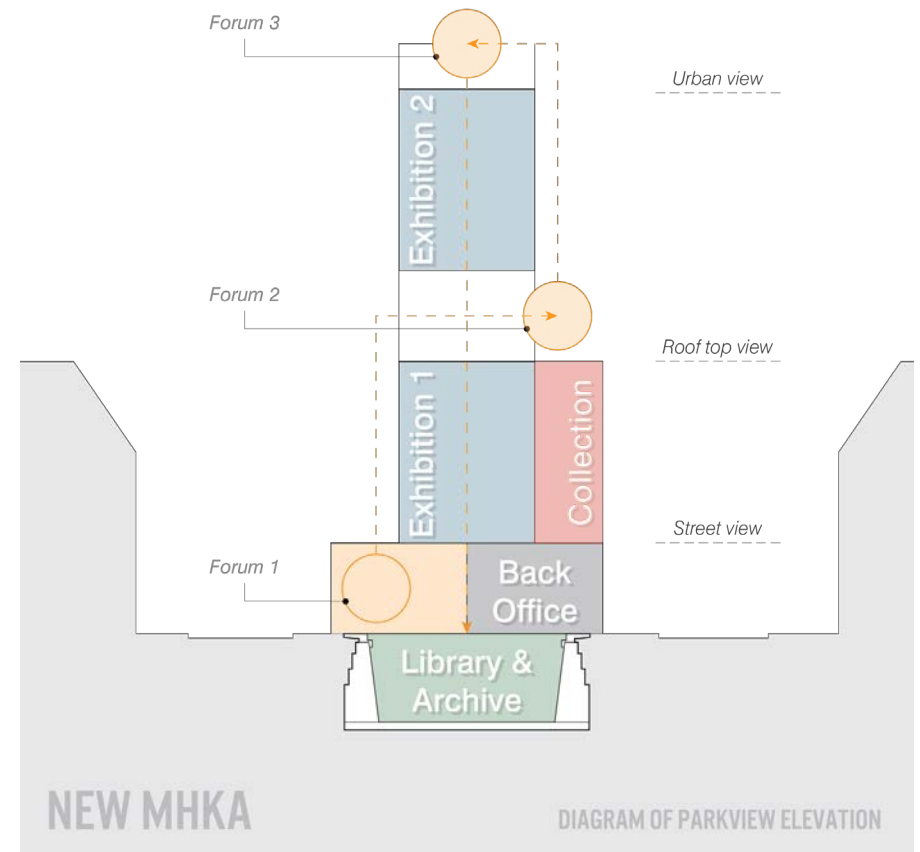 Forum 3
Urban view
Exhibition 2
Forum 2
Roof top view
Exhibition 1
Collection
Street view
Forum 1
Back
Office
Library &
Archive
NEW MHKA
DIAGRAM OF PARKVIEW ELEVATION